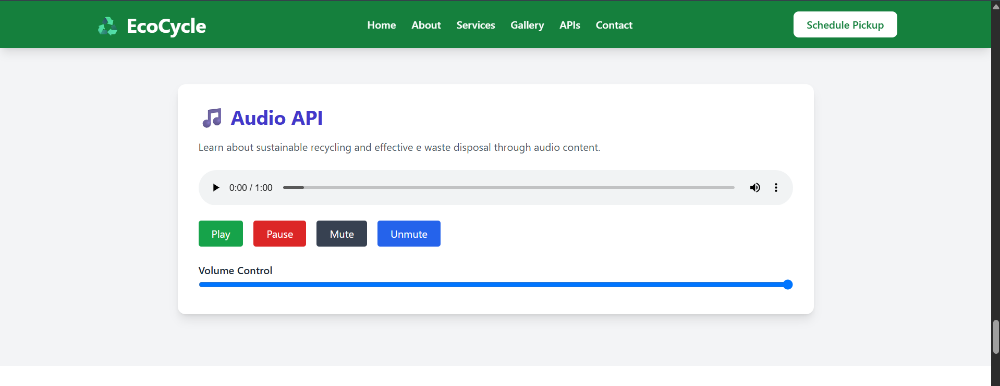 EcoCycle
Home About Services Gallery APIs Contact
Schedule Pickup
Audio API
Learn about sustainable recycling and effective e waste disposal through audio content.
0:00 / 1:00
Play Pause Mute Unmute
Volume Control